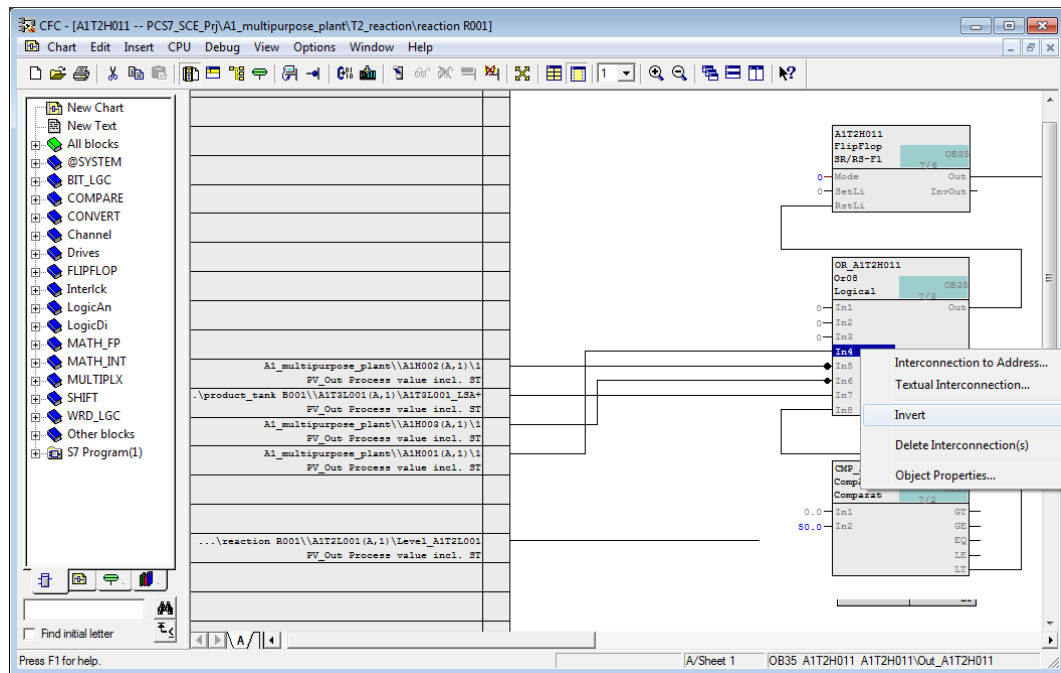 CFC - [A1T2H011 -- PCS7_SCE_Prj\A1_multipurpose_plant\T2_reaction\reaction R001]
Chart Edit Insert CPU Debug View Options Window Help
1
New Chart
New Text
All blocks
@SYSTEM
BIT_LGC
COMPARE
CONVERT
Channel
Drives
FLIPFLOP
Interlck
LogicAn
LogicDi
MATH_FP
MATH_INT
MULTIPLX
SHIFT
WRD_LGC
Other blocks
S7 Program(1)
Find initial letter
A1_multipurpose_plant\\A1H002(A,1)\1
PV_Out Process value incl. ST
.\product_tank B001\\A1T3L001(A,1)\A1T3L001_LSA+
PV_Out Process value incl. ST
A1_multipurpose_plant\\A1H003(A,1)\1
PV_Out Process value incl. ST
A1_multipurpose_plant\\A1H001(A,1)\1
PV_Out Process value incl. ST
...\reaction R001\\A1T2L001(A,1)\Level_A1T2L001
PV_Out Process value incl. ST
A1T2H011
FlipFlop
SR/RS-Fl
OB35
7/6
0 Mode Out
0 SetLi InvOut
RstLi
OR_A1T2H011
Or08
Logical
OB35
7/3
0 In1 Out
0 In2
0 In3
In4
In5
In6
In7
In8
Interconnection to Address...
Textual Interconnection...
Invert
Delete Interconnection(s)
Object Properties...
CMP_
Comp
Comparat
7/2
0.0 In1 GT
50.0 In2 GE
EQ
LE
LT
A
Press F1 for help.
A/Sheet 1
OB35 A1T2H011 A1T2H011\Out_A1T2H011